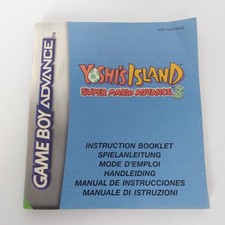 GAME BOY ADVANCE
YOSHI'S ISLAND
SUPER MARIO ADVANCE 3
INSTRUCTION BOOKLET
SPIELANLEITUNG
MODE D'EMPLOI
HANDLEIDING
MANUAL DE INSTRUCCIONES
MANUALE DI ISTRUZIONI